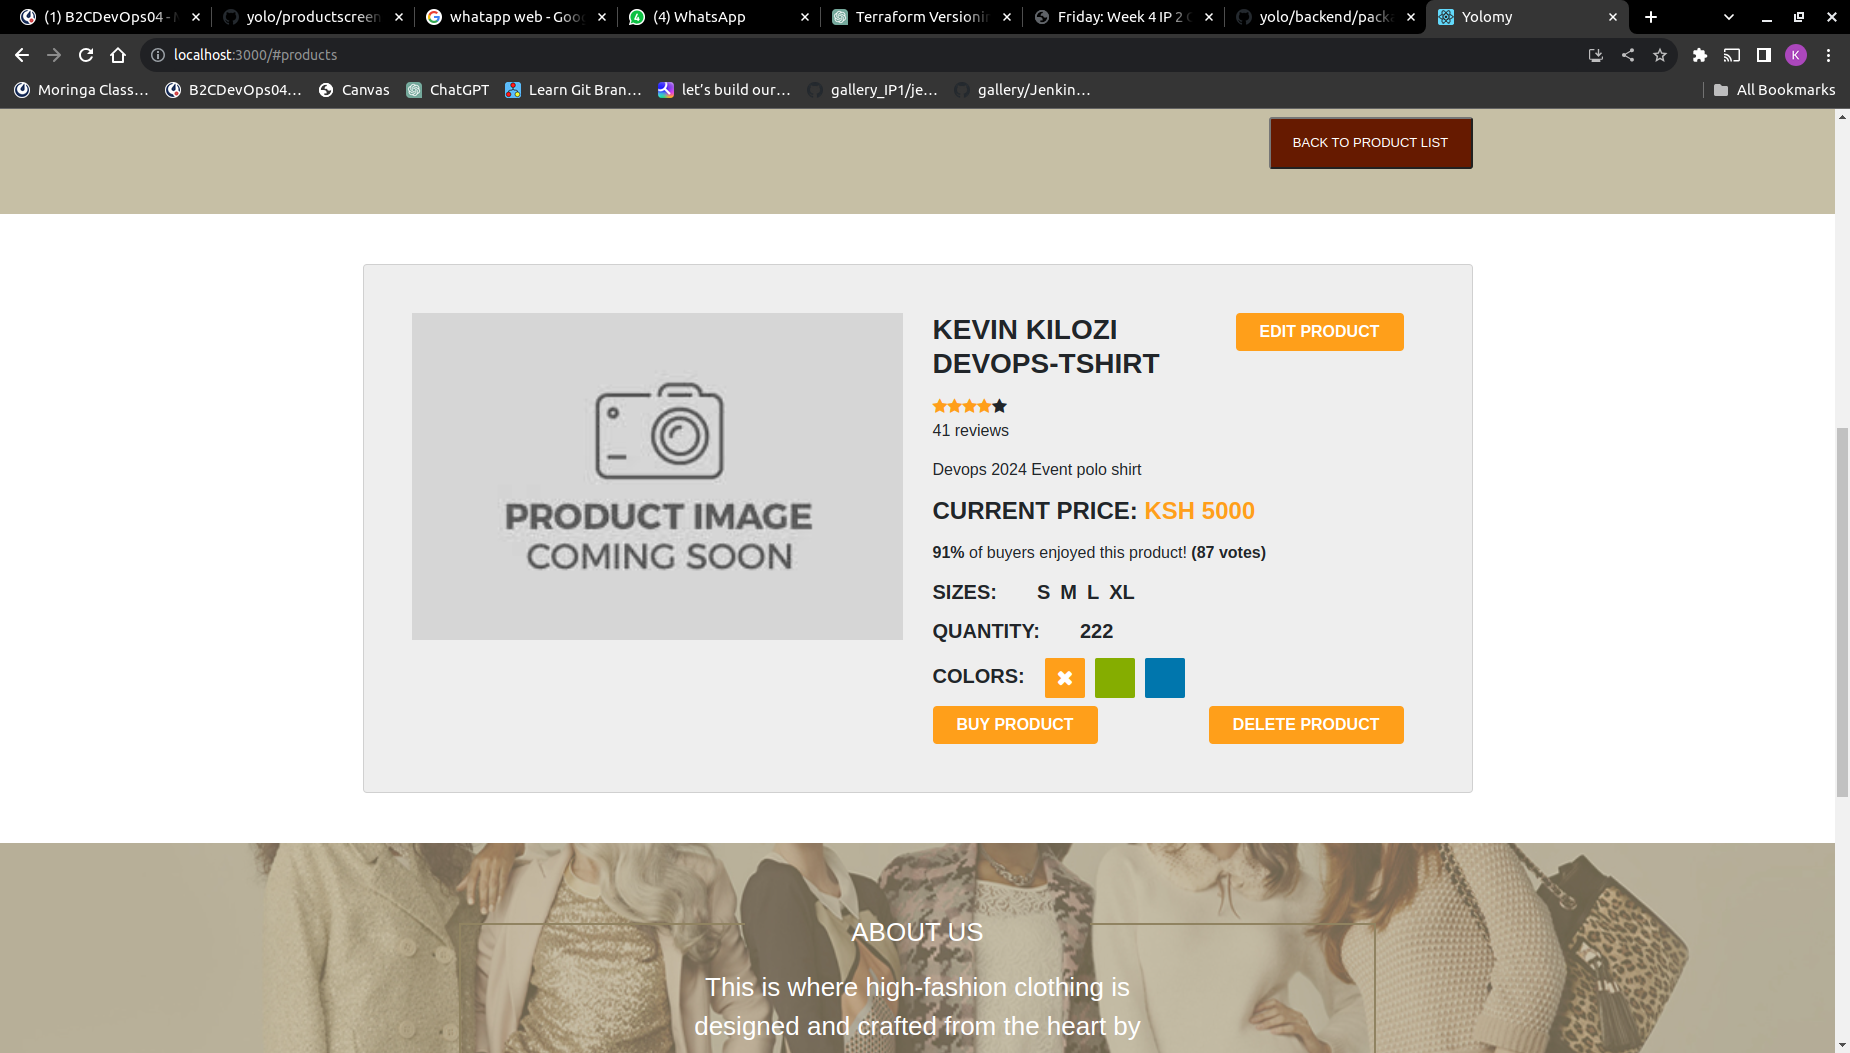 (1) B2CDevOps04 -
yolo/productscreen
whatapp web - Goo
(4) WhatsApp
Terraform Versioni
Friday: Week 4 IP 2
yolo/backend/pack
Yolomy
localhost:3000/#products
K
Moringa Class...
B2CDevOps04...
Canvas
ChatGPT
Learn Git Bran...
let's build our...
gallery_IP1/je...
gallery/Jenkin...
All Bookmarks
BACK TO PRODUCT LIST
PRODUCT IMAGE
COMING SOON
KEVIN KILOZI
DEVOPS-TSHIRT
EDIT PRODUCT
41 reviews
Devops 2024 Event polo shirt
CURRENT PRICE: KSH 5000
91% of buyers enjoyed this product! (87 votes)
SIZES: S M L XL
QUANTITY: 222
COLORS:
BUY PRODUCT
DELETE PRODUCT
ABOUT US
This is where high-fashion clothing is
designed and crafted from the heart by